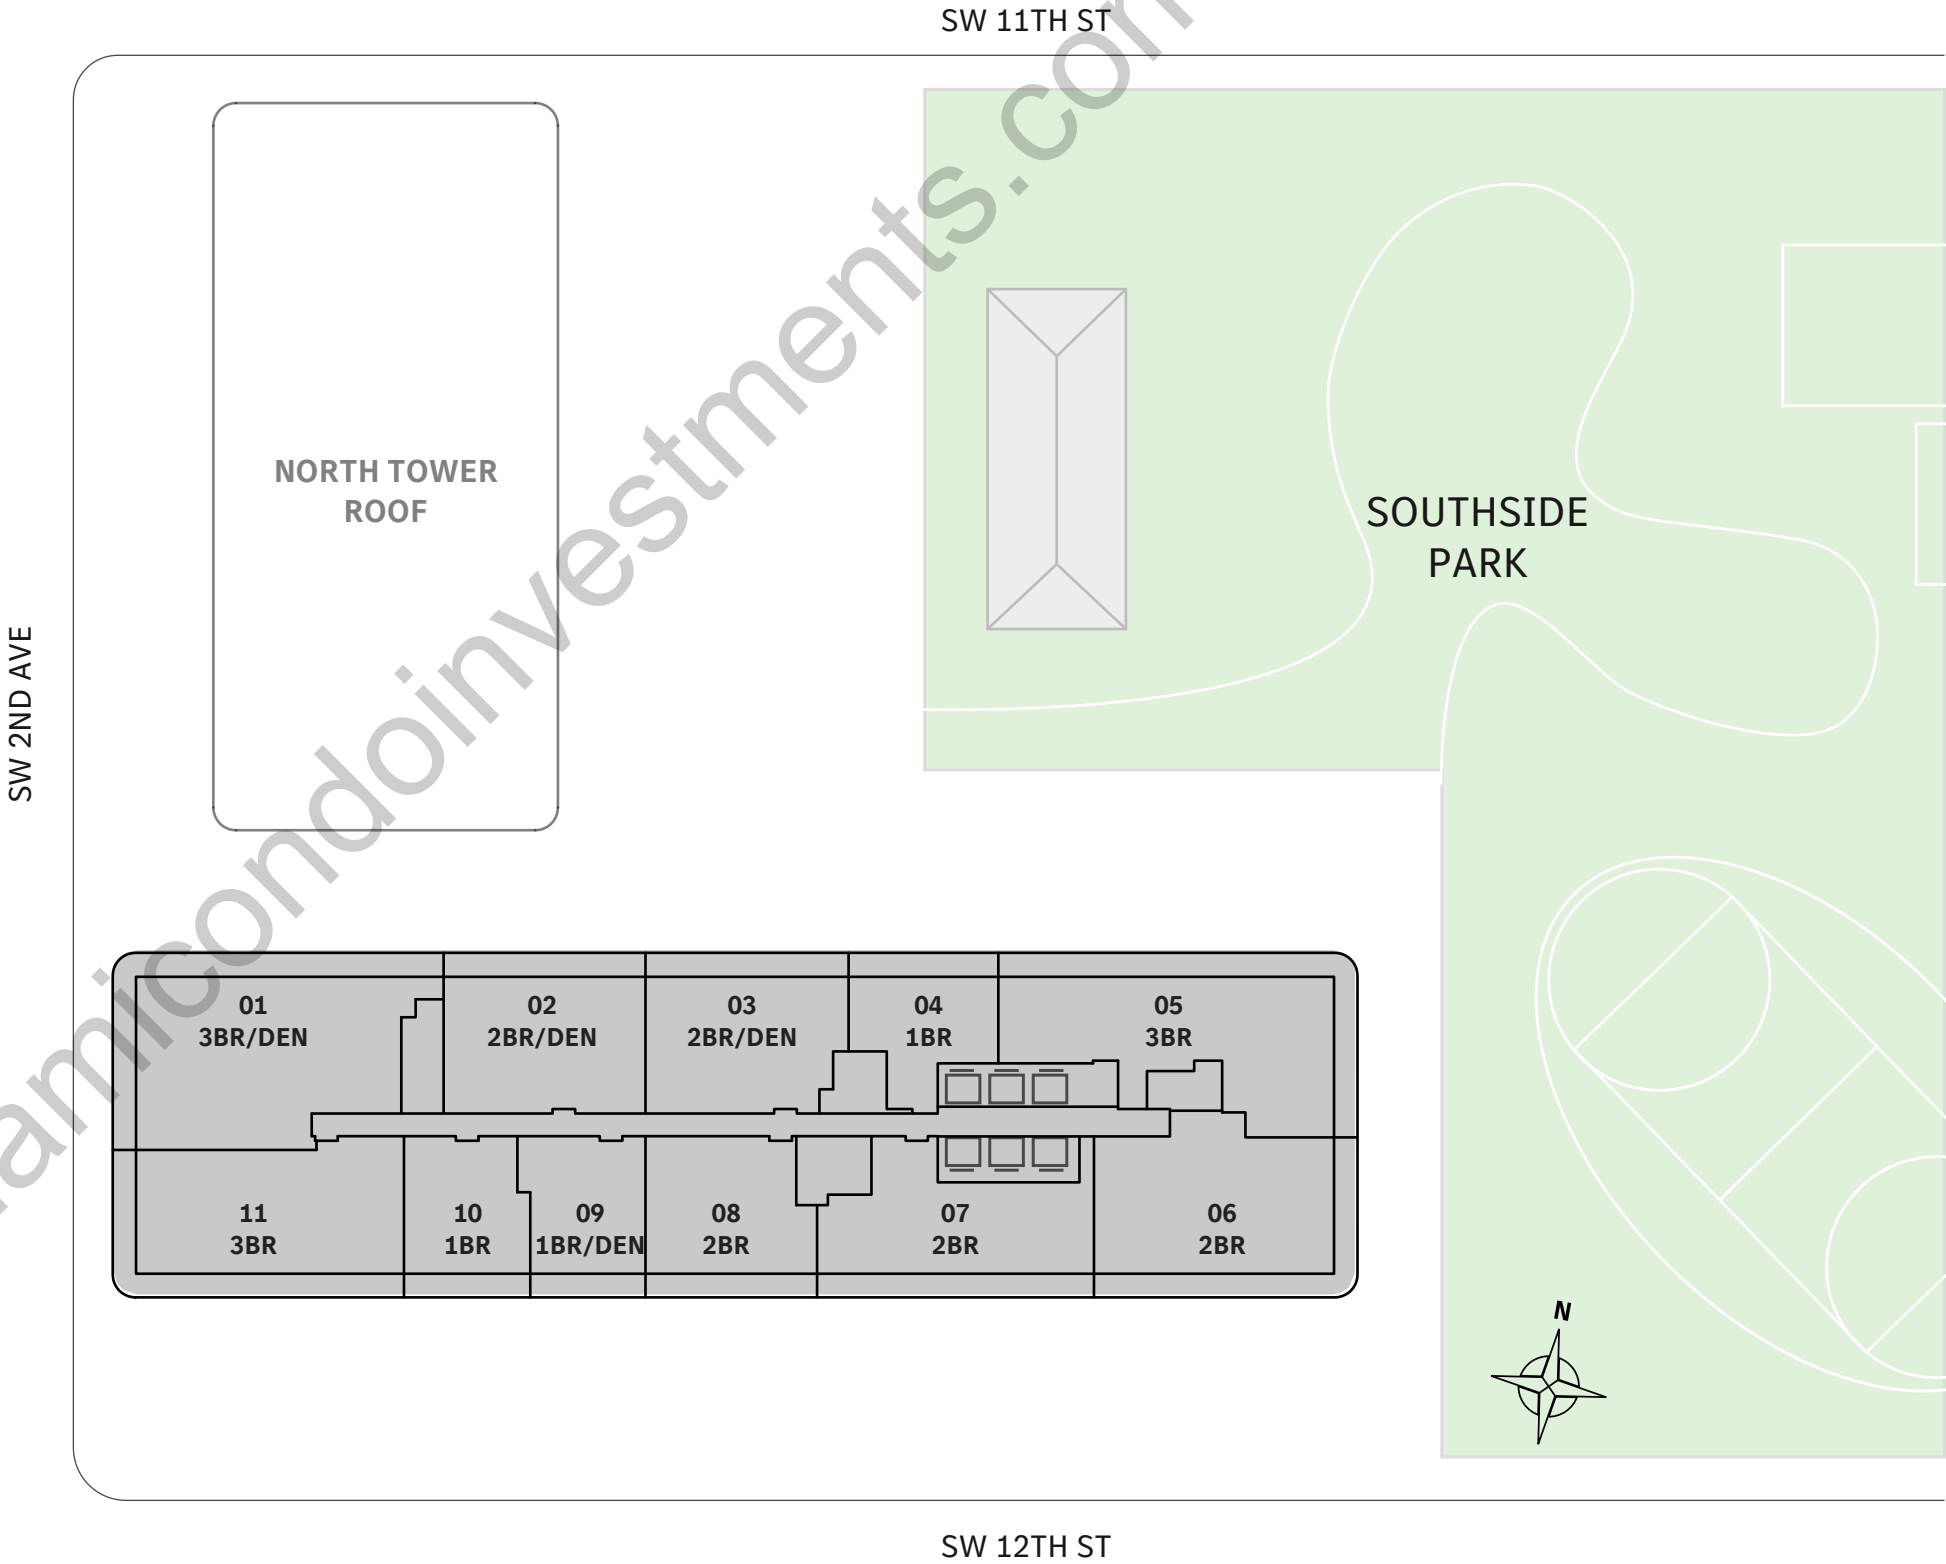 SW 11TH ST
NORTH TOWER
ROOF
SOUTHSIDE
PARK
SW 2ND AVE
01
3BR/DEN
02
2BR/DEN
03
2BR/DEN
04
1BR
05
3BR
11
3BR
10
1BR
09
1BR/DEN
08
2BR
07
2BR
06
2BR
N
SW 12TH ST
amicondoinvestments.com